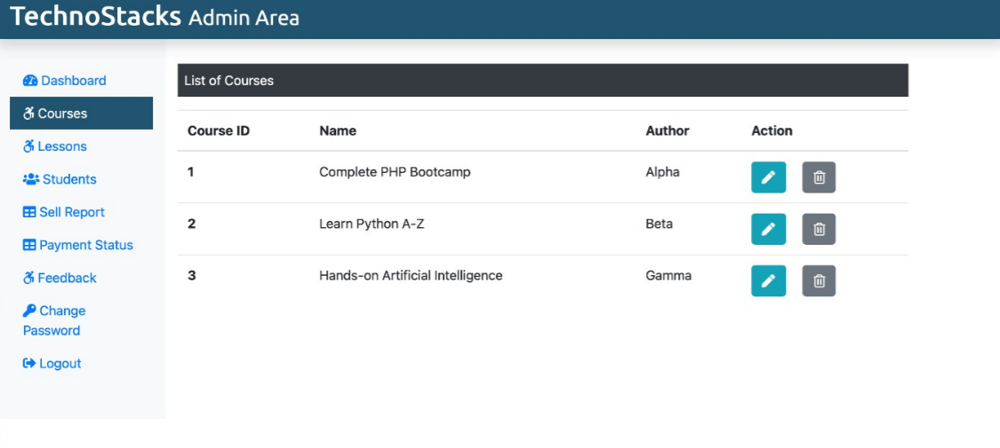 TechnoStacks Admin Area
Dashboard
Courses
Lessons
Students
Sell Report
Payment Status
Feedback
Change
Password
Logout
List of Courses
Course ID Name Author Action
1 Complete PHP Bootcamp Alpha
2 Learn Python A-Z Beta
3 Hands-on Artificial Intelligence Gamma